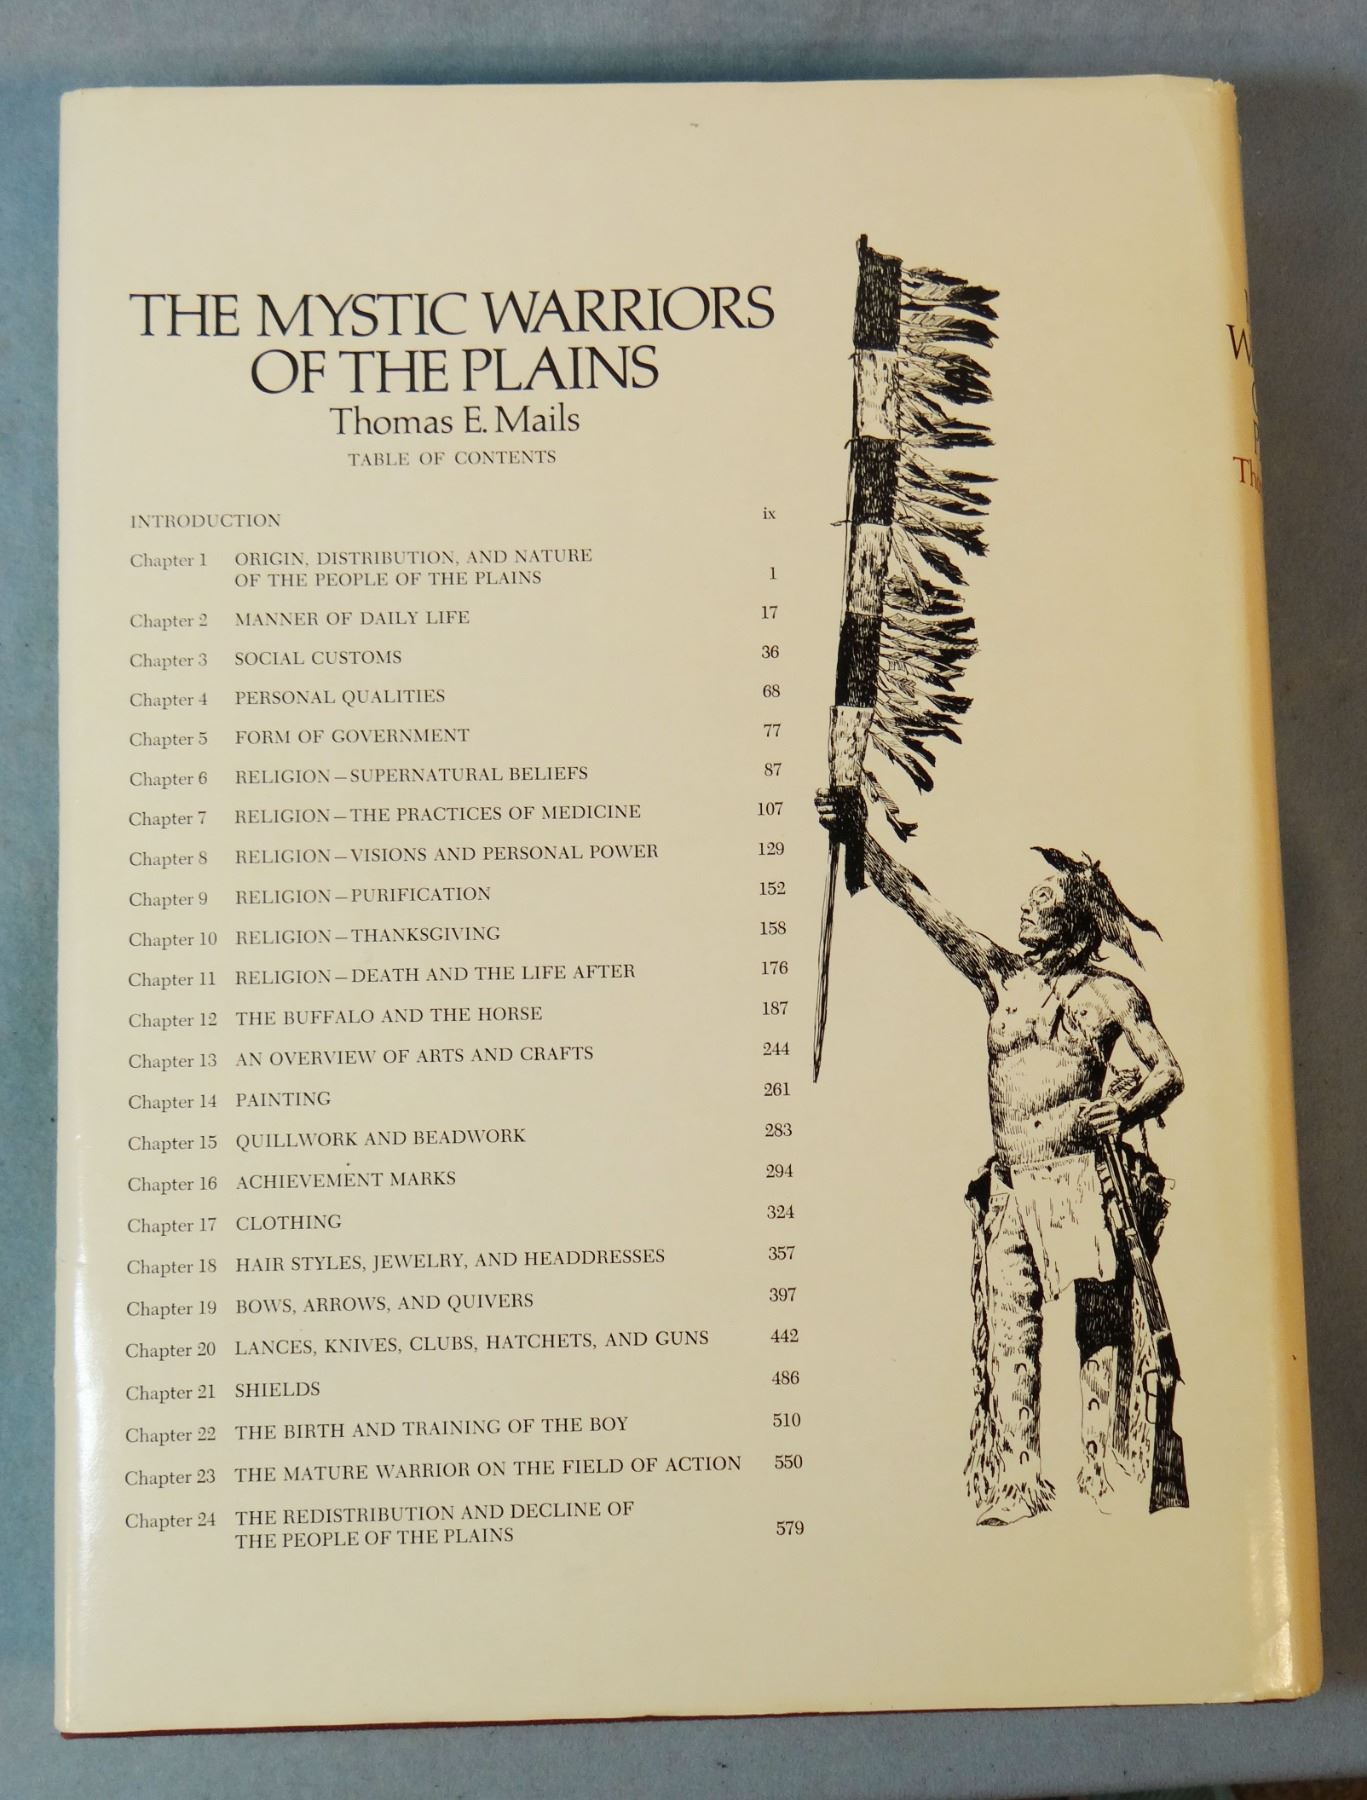 THE MYSTIC WARRIORS
OF THE PLAINS
Thomas E. Mails
TABLE OF CONTENTS
INTRODUCTION ix
Chapter 1 ORIGIN, DISTRIBUTION, AND NATURE
OF THE PEOPLE OF THE PLAINS 1
Chapter 2 MANNER OF DAILY LIFE 17
Chapter 3 SOCIAL CUSTOMS 36
Chapter 4 PERSONAL QUALITIES 68
Chapter 5 FORM OF GOVERNMENT 77
Chapter 6 RELIGION—SUPERNATURAL BELIEFS 87
Chapter 7 RELIGION—THE PRACTICES OF MEDICINE 107
Chapter 8 RELIGION—VISIONS AND PERSONAL POWER 129
Chapter 9 RELIGION—PURIFICATION 152
Chapter 10 RELIGION—THANKSGIVING 158
Chapter 11 RELIGION—DEATH AND THE LIFE AFTER 176
Chapter 12 THE BUFFALO AND THE HORSE 187
Chapter 13 AN OVERVIEW OF ARTS AND CRAFTS 244
Chapter 14 PAINTING 261
Chapter 15 QUILLWORK AND BEADWORK 283
Chapter 16 ACHIEVEMENT MARKS 294
Chapter 17 CLOTHING 324
Chapter 18 HAIR STYLES, JEWELRY, AND HEADDRESSES 357
Chapter 19 BOWS, ARROWS, AND QUIVERS 397
Chapter 20 LANCES, KNIVES, CLUBS, HATCHETS, AND GUNS 442
Chapter 21 SHIELDS 486
Chapter 22 THE BIRTH AND TRAINING OF THE BOY 510
Chapter 23 THE MATURE WARRIOR ON THE FIELD OF ACTION 550
Chapter 24 THE REDISTRIBUTION AND DECLINE OF
THE PEOPLE OF THE PLAINS 579